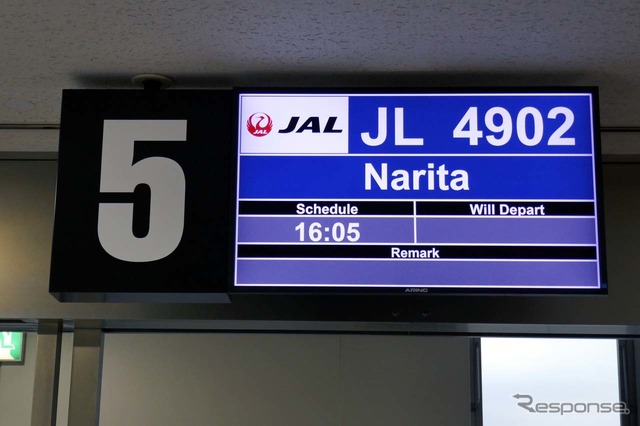 5
JAL
JL 4902
Narita
Schedule
Will Depart
16:05
Remark
ARINC
Response.